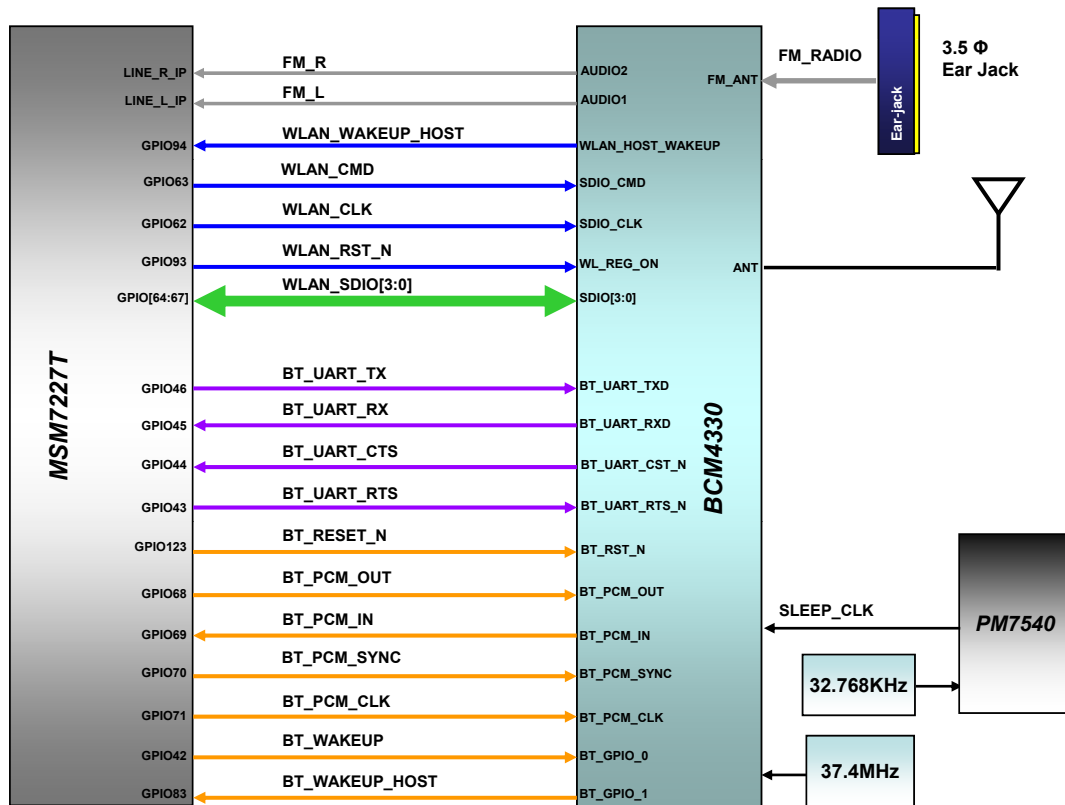 FM_RADIO
3.5 Φ
Ear Jack
Ear-jack
LINE_R_IP FM_R AUDIO2
FM_ANT
LINE_L_IP FM_L AUDIO1
GPIO94 WLAN_WAKEUP_HOST WLAN_HOST_WAKEUP
GPIO63 WLAN_CMD SDIO_CMD
GPIO62 WLAN_CLK SDIO_CLK
GPIO93 WLAN_RST_N WL_REG_ON ANT
GPIO[64:67] WLAN_SDIO[3:0] SDIO[3:0]
MSM7227T
BCM4330
GPIO46 BT_UART_TX BT_UART_TXD
GPIO45 BT_UART_RX BT_UART_RXD
GPIO44 BT_UART_CTS BT_UART_CST_N
GPIO43 BT_UART_RTS BT_UART_RTS_N
GPIO123 BT_RESET_N BT_RST_N
GPIO68 BT_PCM_OUT BT_PCM_OUT
SLEEP_CLK
PM7540
GPIO69 BT_PCM_IN BT_PCM_IN
GPIO70 BT_PCM_SYNC BT_PCM_SYNC
32.768KHz
GPIO71 BT_PCM_CLK BT_PCM_CLK
GPIO42 BT_WAKEUP BT_GPIO_0
37.4MHz
GPIO83 BT_WAKEUP_HOST BT_GPIO_1